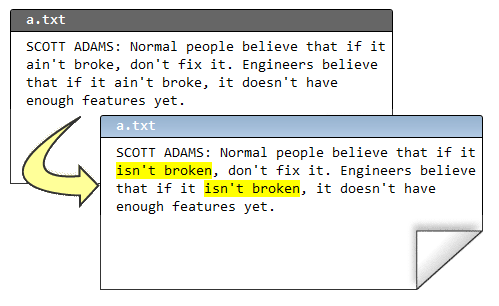 a.txt
SCOTT ADAMS: Normal people believe that if it
ain't broke, don't fix it. Engineers believe
that if it ain't broke, it doesn't have
enough features yet.
a.txt
SCOTT ADAMS: Normal people believe that if it
isn't broken, don't fix it. Engineers believe
that if it isn't broken, it doesn't have
enough features yet.